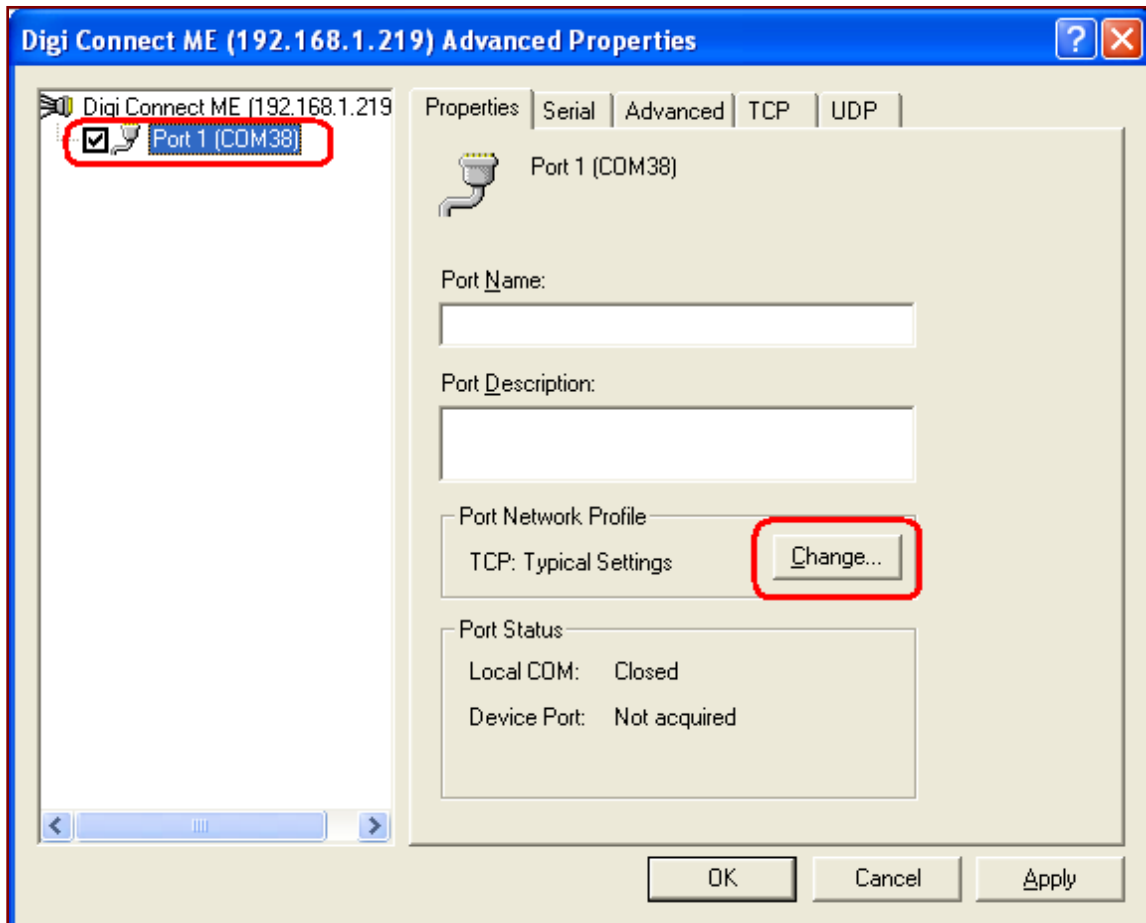 Digi Connect ME (192.168.1.219) Advanced Properties
Digi Connect ME (192.168.1.219
Port 1 (COM38)
Properties Serial Advanced TCP UDP
Port 1 (COM38)
Port Name:
Port Description:
Port Network Profile
TCP: Typical Settings Change...
Port Status
Local COM: Closed
Device Port: Not acquired
OK Cancel Apply